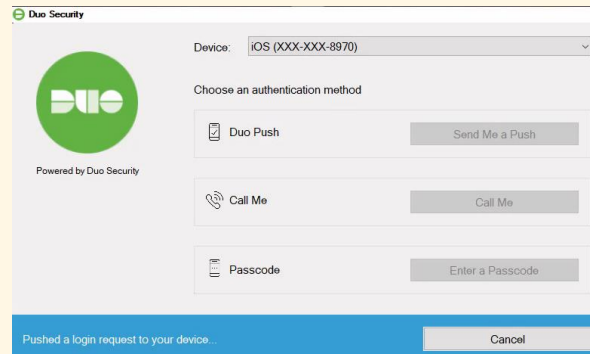 Duo Security
Device: iOS (XXX-XXX-8970)
Choose an authentication method
DUO
Duo Push Send Me a Push
Powered by Duo Security
Call Me Call Me
Passcode Enter a Passcode
Pushed a login request to your device... Cancel